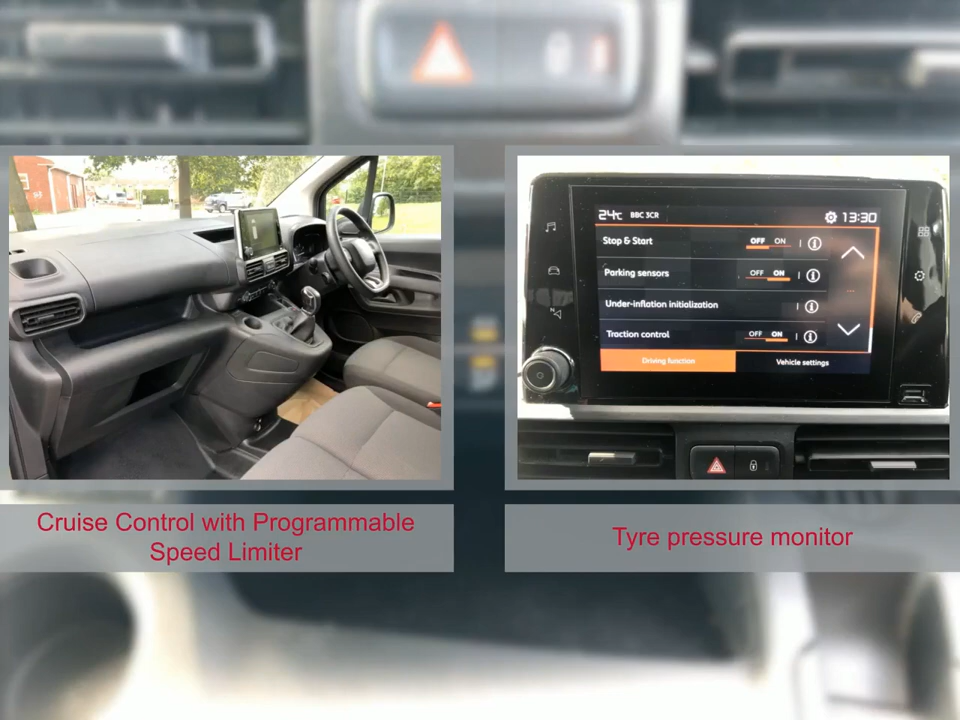 24°C BBC 3CR 13:30
Stop & Start OFF ON
Parking sensors OFF ON
Under-inflation initialization
Traction control OFF ON
Driving function Vehicle settings
Cruise Control with Programmable
Speed Limiter
Tyre pressure monitor